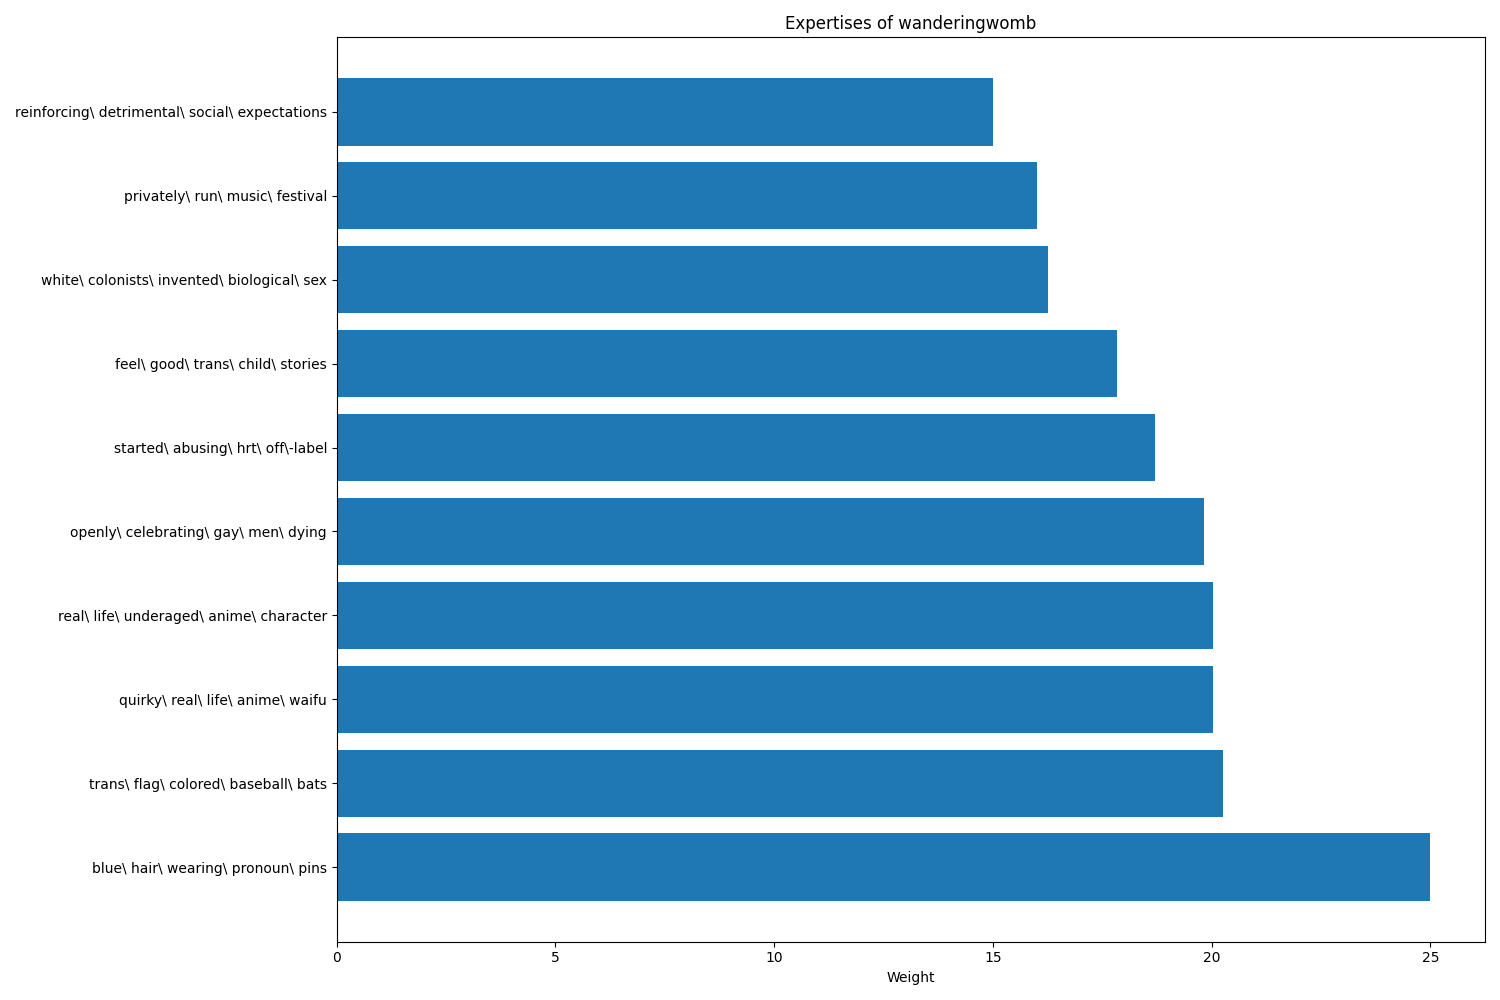 Expertises of wanderingwomb
reinforcing\ detrimental\ social\ expectations
privately\ run\ music\ festival
white\ colonists\ invented\ biological\ sex
feel\ good\ trans\ child\ stories
started\ abusing\ hrt\ off\-label
openly\ celebrating\ gay\ men\ dying
real\ life\ underaged\ anime\ character
quirky\ real\ life\ anime\ waifu
trans\ flag\ colored\ baseball\ bats
blue\ hair\ wearing\ pronoun\ pins
0 5 10 15 20 25
Weight